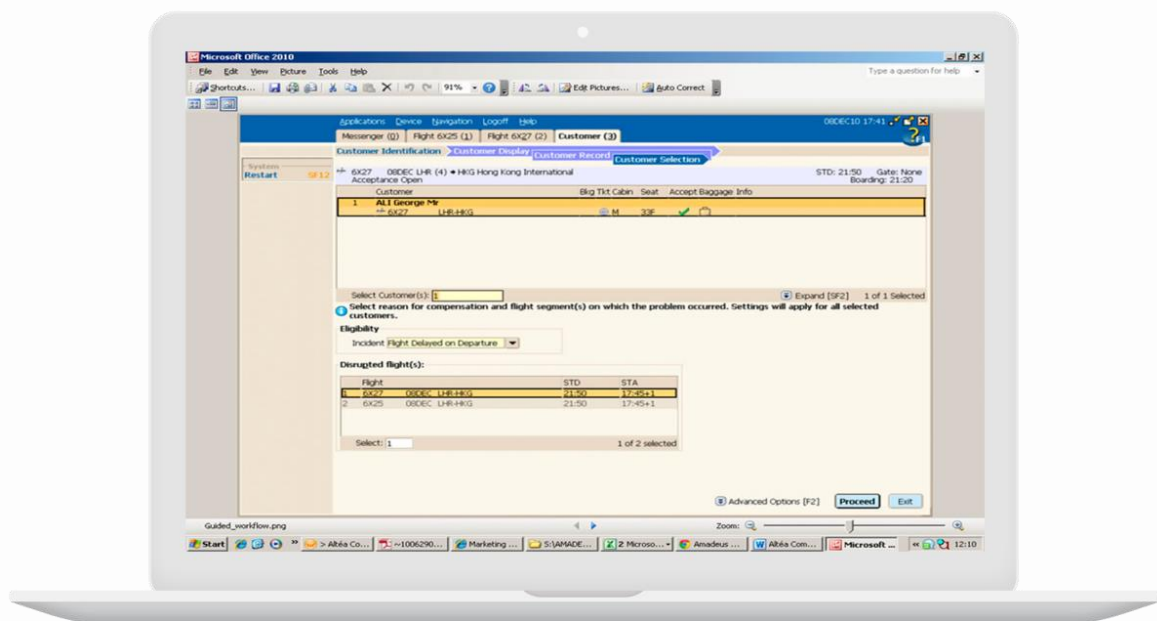 Microsoft Office 2010
File Edit View Picture Tools Help Type a question for help
Shortcuts... 91% Edit Pictures... Auto Correct
Applications Device Navigation Logoff Help 08DEC10 17:41
Messenger (0) Flight 6X25 (1) Flight 6X27 (2) Customer (3) F1
Customer Identification Customer Display Customer Record Customer Selection
System
Restart SF12
6X27 08DEC LHR (4) ● HKG Hong Kong International STD: 21:50 Gate: None
Acceptance Open Boarding: 21:20
Customer Bkg Tkt Cabin Seat Accept Baggage Info
1 ALI George Mr
6X27 LHR-HKG M 33F
Select Customer(s): 1 Expand [SF2] 1 of 1 Selected
Select reason for compensation and flight segment(s) on which the problem occurred. Settings will apply for all selected
customers.
Eligibility
Incident Flight Delayed on Departure
Disrupted flight(s):
Flight STD STA
1 6X27 08DEC LHR-HKG 21:50 17:45+1
2 6X25 08DEC LHR-HKG 21:50 17:45+1
Select: 1 1 of 2 selected
Advanced Options [F2] Proceed Exit
Guided_workflow.png Zoom:
Start » > Altéa Co... ~1006290... Marketing ... S:\AMADE... 2 Microso... Amadeus ... Altéa Com... Microsoft ... « 12:10